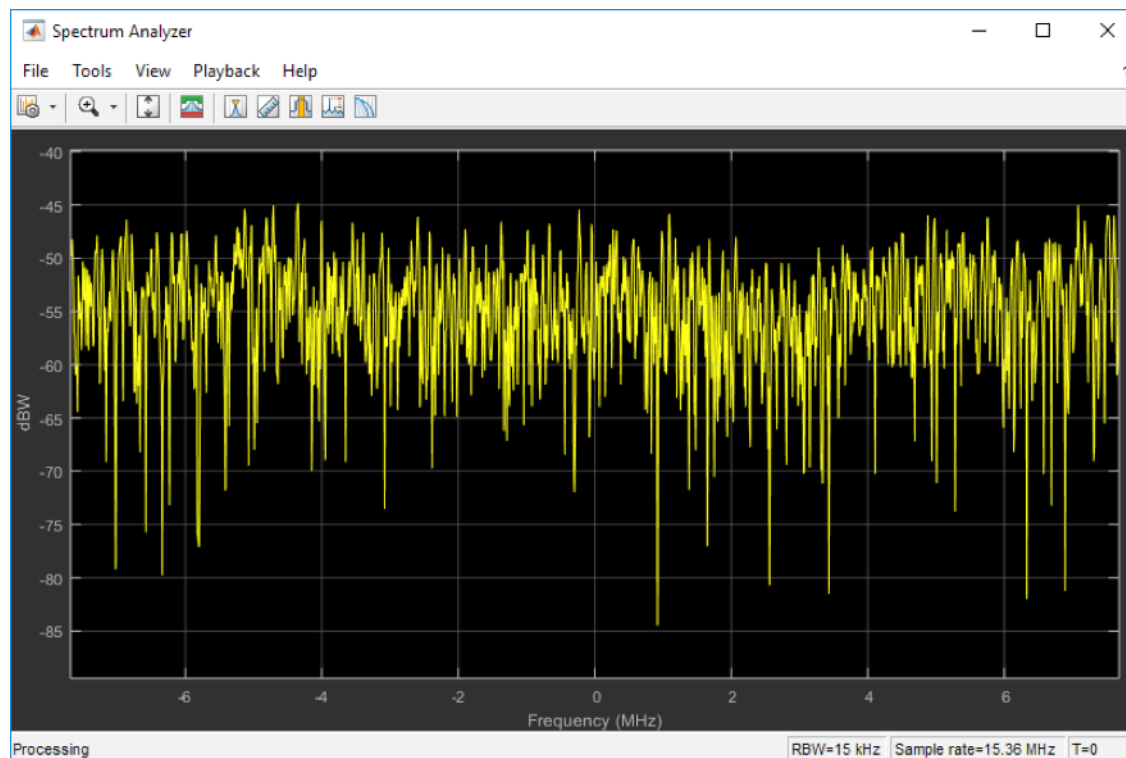 Spectrum Analyzer
File Tools View Playback Help
-40
-45
-50
-55
-60
-65
-70
-75
-80
-85
dBW
-6 -4 -2 0 2 4 6
Frequency (MHz)
Processing RBW=15 kHz Sample rate=15.36 MHz T=0